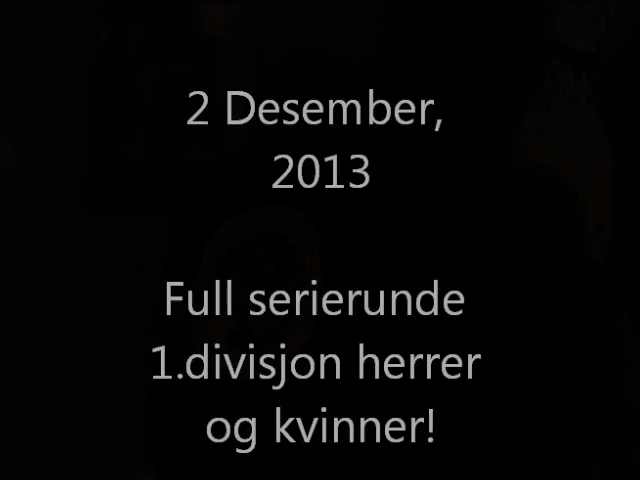 2 Desember,
2013
Full serierunde
1.divisjon herrer
og kvinner!